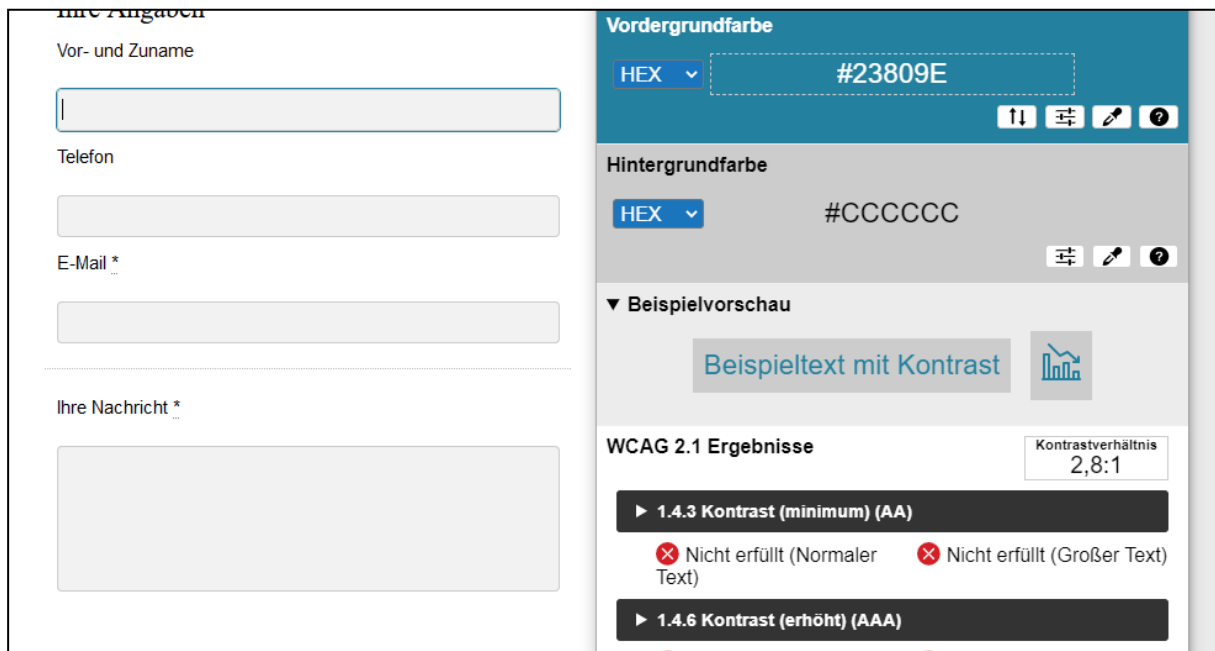 Ihre Angaben
Vor- und Zuname
Telefon
E-Mail *
Ihre Nachricht *
Vordergrundfarbe
HEX
#23809E
Hintergrundfarbe
HEX
#CCCCCC
▼ Beispielvorschau
Beispieltext mit Kontrast
WCAG 2.1 Ergebnisse
Kontrastverhältnis
2,8:1
▶ 1.4.3 Kontrast (minimum) (AA)
Nicht erfüllt (Normaler
Text)
Nicht erfüllt (Großer Text)
▶ 1.4.6 Kontrast (erhöht) (AAA)